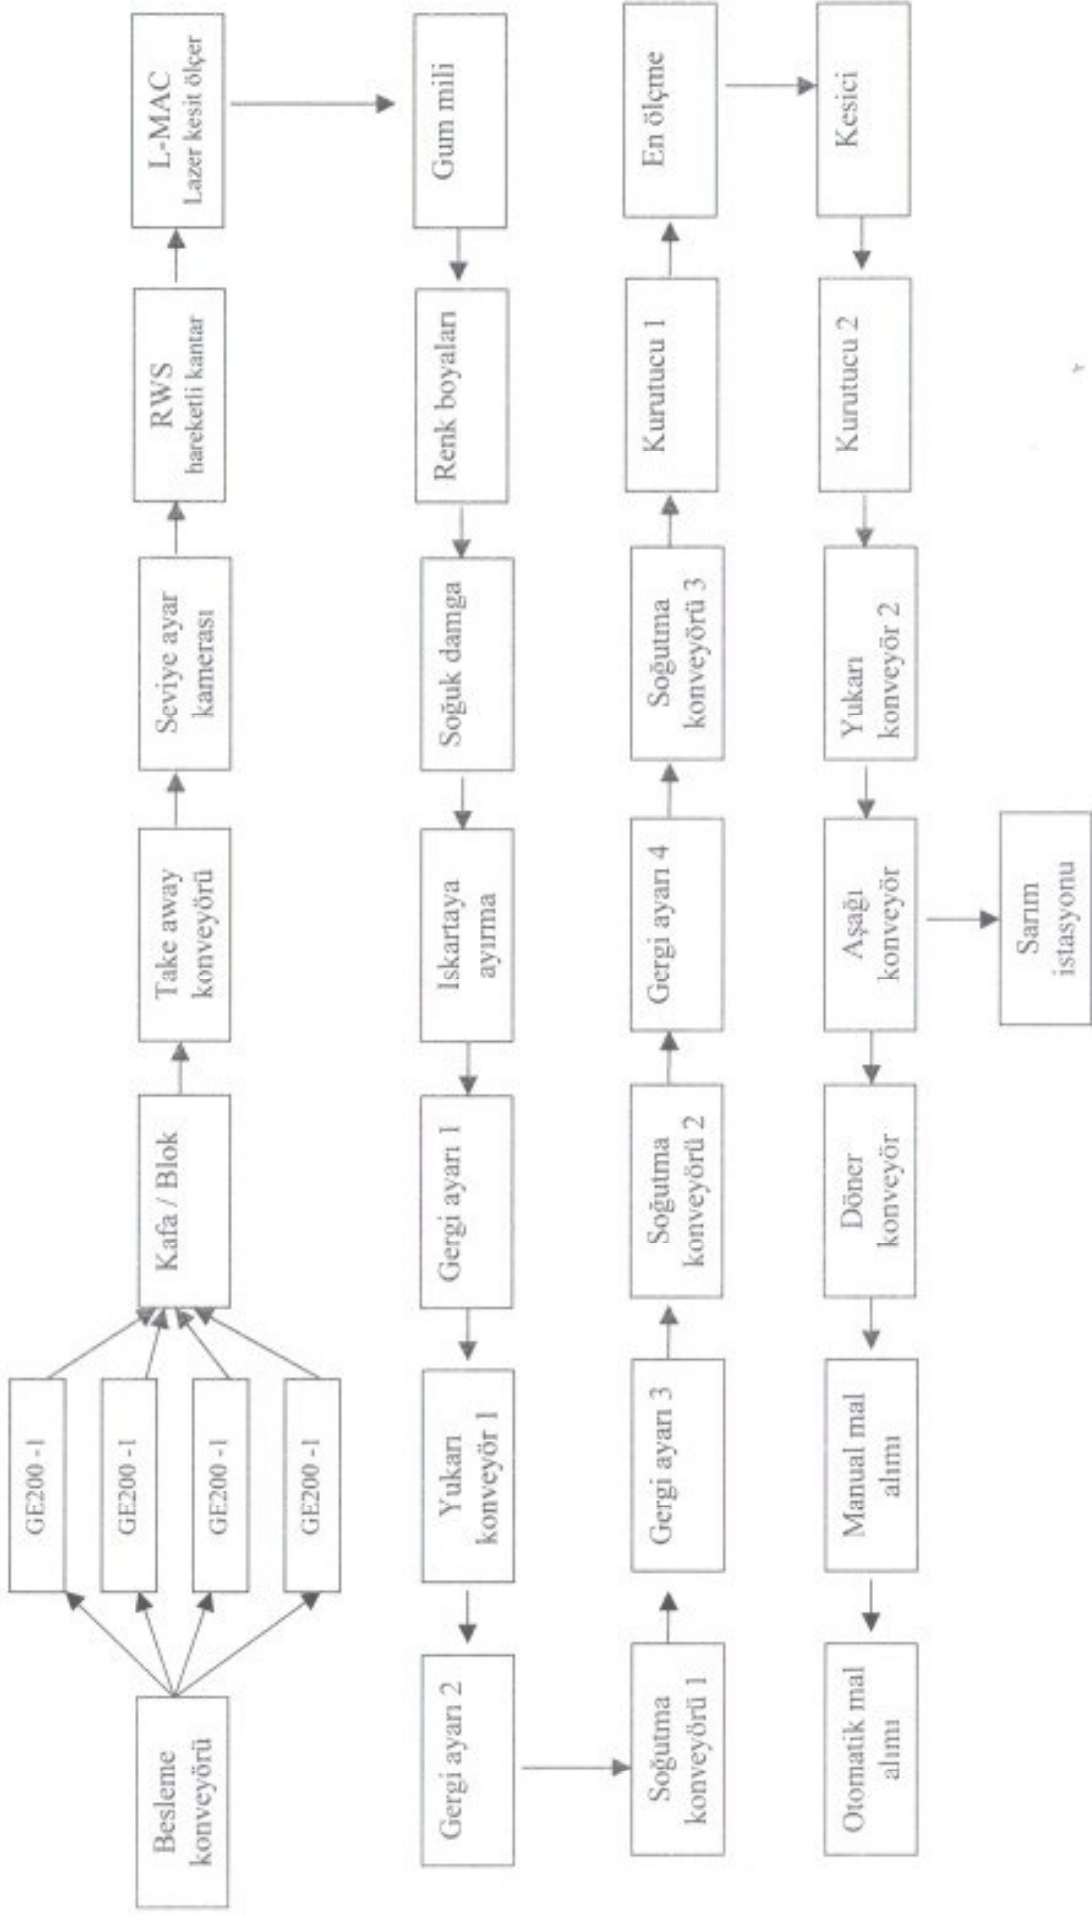 Besleme
konveyörü
GE200 -1
GE200 -1
GE200 -1
GE200 -1
Kafa / Blok
Take away
konveyörü
Seviye ayar
kamerası
RWS
hareketli kantar
L-MAC
Lazer kesit ölçer
Gum mili
Renk boyaları
Soğuk damga
Iskartaya
ayırma
Gergi ayarı 1
Yukarı
konveyör 1
Gergi ayarı 2
Soğutma
konveyörü 1
Gergi ayarı 3
Soğutma
konveyörü 2
Gergi ayarı 4
Soğutma
konveyörü 3
Kurutucu 1
En ölçme
Kesici
Kurutucu 2
Yukarı
konveyör 2
Aşağı
konveyör
Sarım
istasyonu
Döner
konveyör
Manual mal
alımı
Otomatik mal
alımı